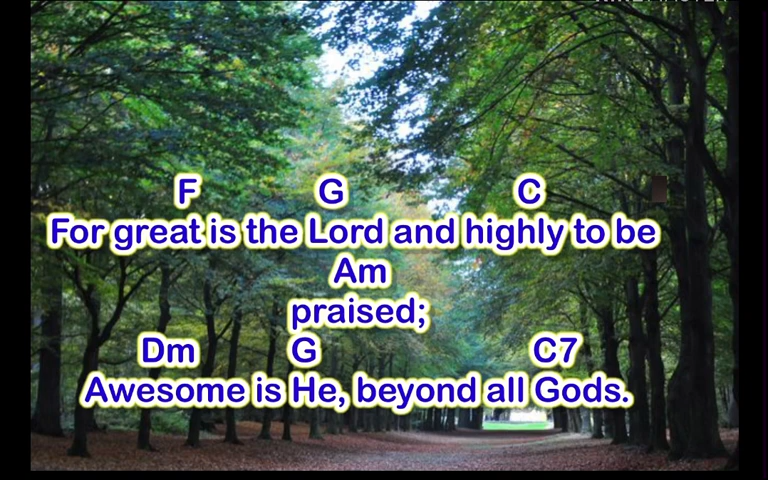 F G C
For great is the Lord and highly to be
Am
praised;
Dm G C7
Awesome is He, beyond all Gods.